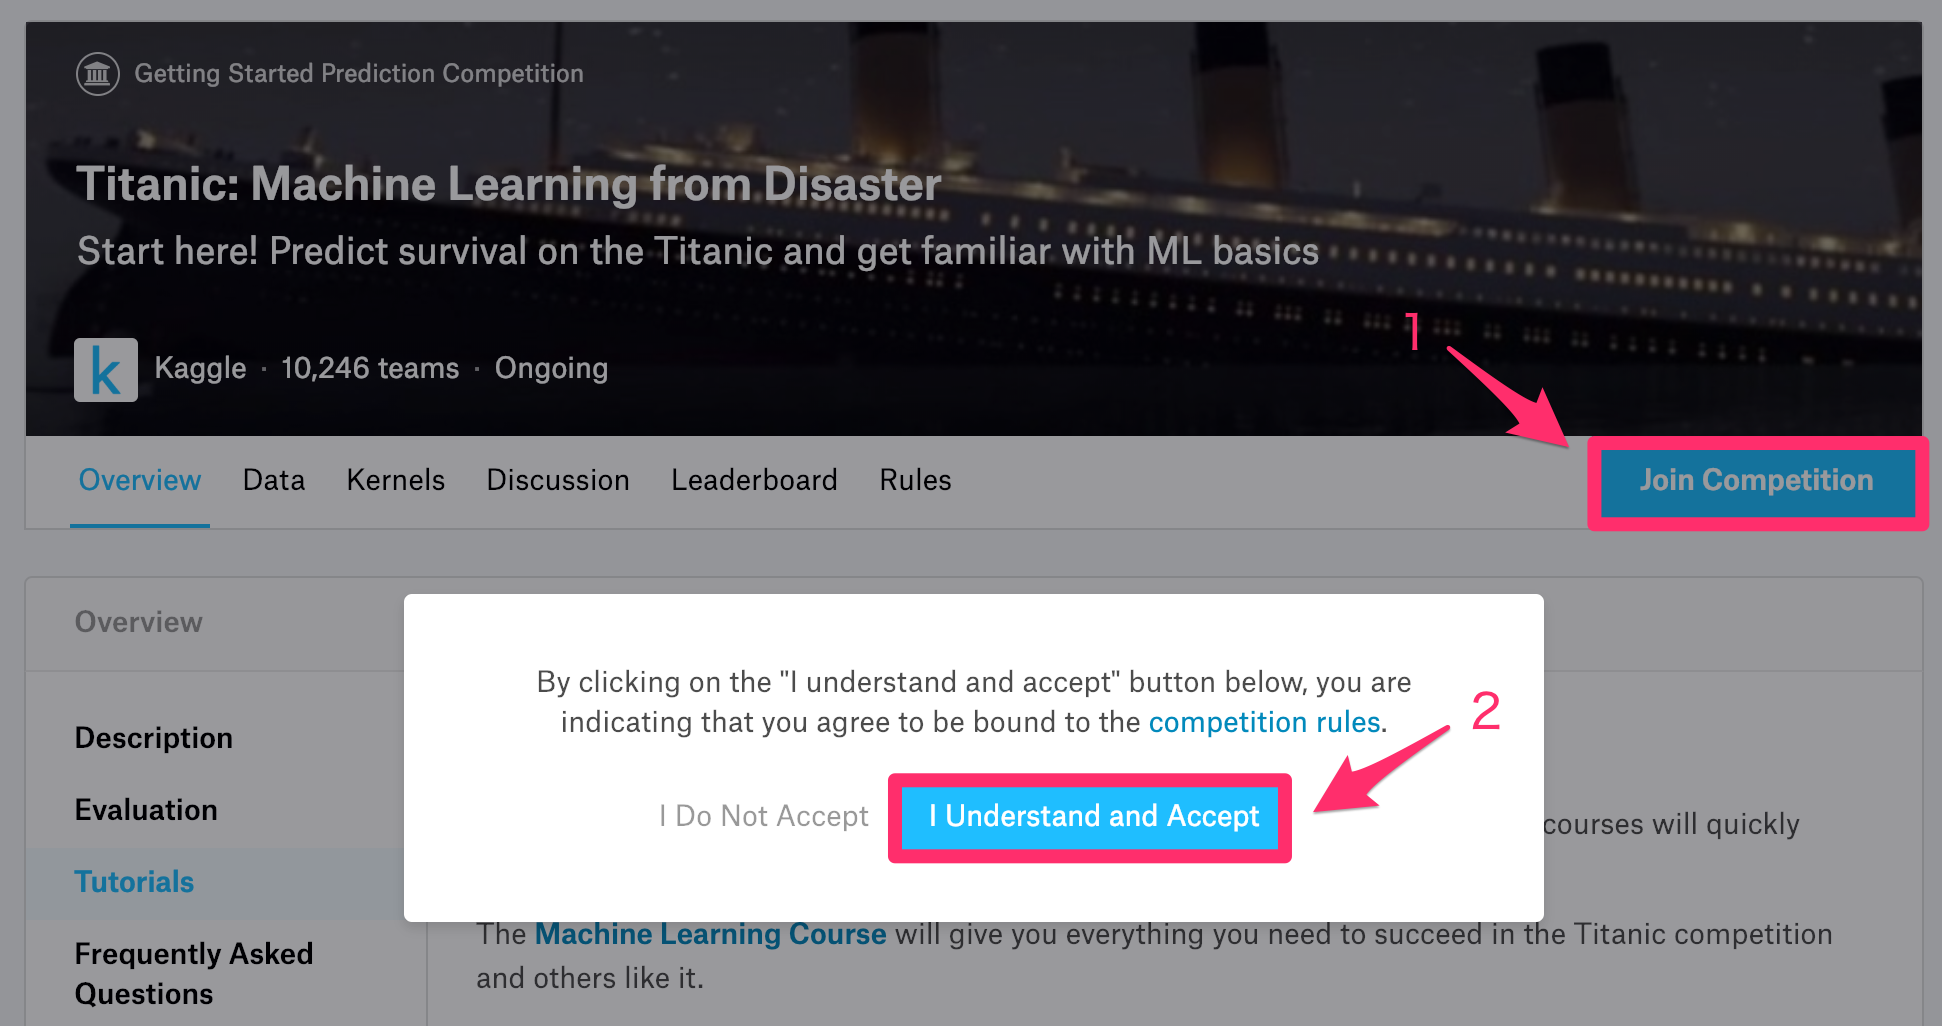 Getting Started Prediction Competition
Titanic: Machine Learning from Disaster
Start here! Predict survival on the Titanic and get familiar with ML basics
k
Kaggle · 10,246 teams · Ongoing
1
Overview Data Kernels Discussion Leaderboard Rules Join Competition
Overview
By clicking on the "I understand and accept" button below, you are
indicating that you agree to be bound to the competition rules.
2
I Do Not Accept I Understand and Accept
Description
Evaluation
Tutorials
Frequently Asked
Questions
courses will quickly
The Machine Learning Course will give you everything you need to succeed in the Titanic competition
and others like it.